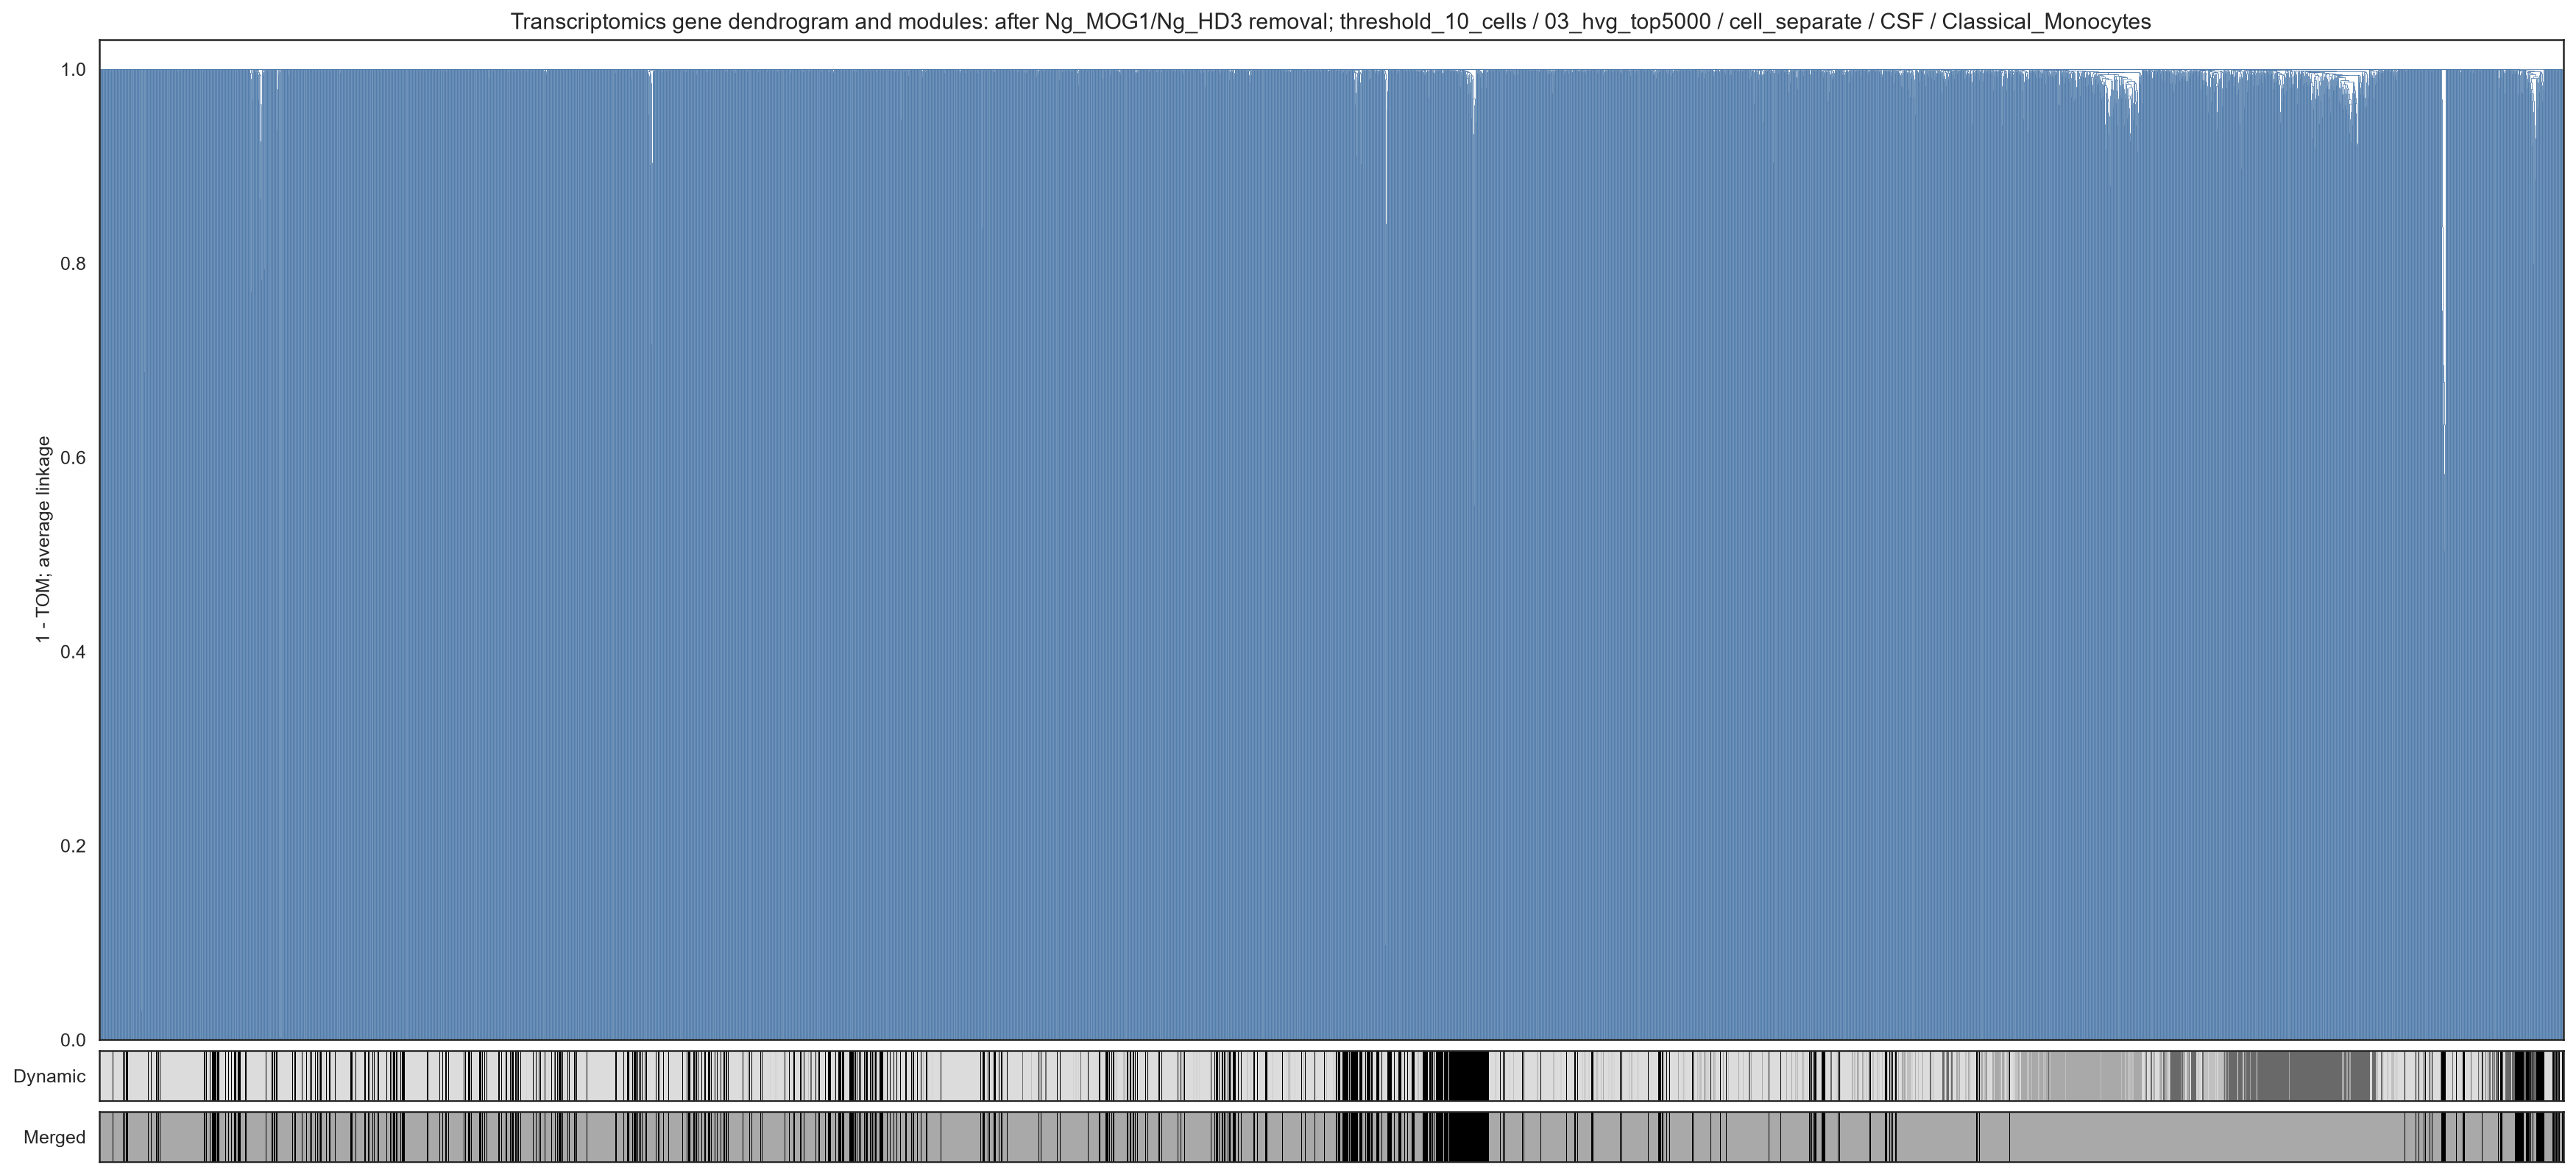 Transcriptomics gene dendrogram and modules: after Ng_MOG1/Ng_HD3 removal; threshold_10_cells / 03_hvg_top5000 / cell_separate / CSF / Classical_Monocytes
1.0
0.8
0.6
0.4
0.2
0.0
1 - TOM; average linkage
Dynamic
Merged